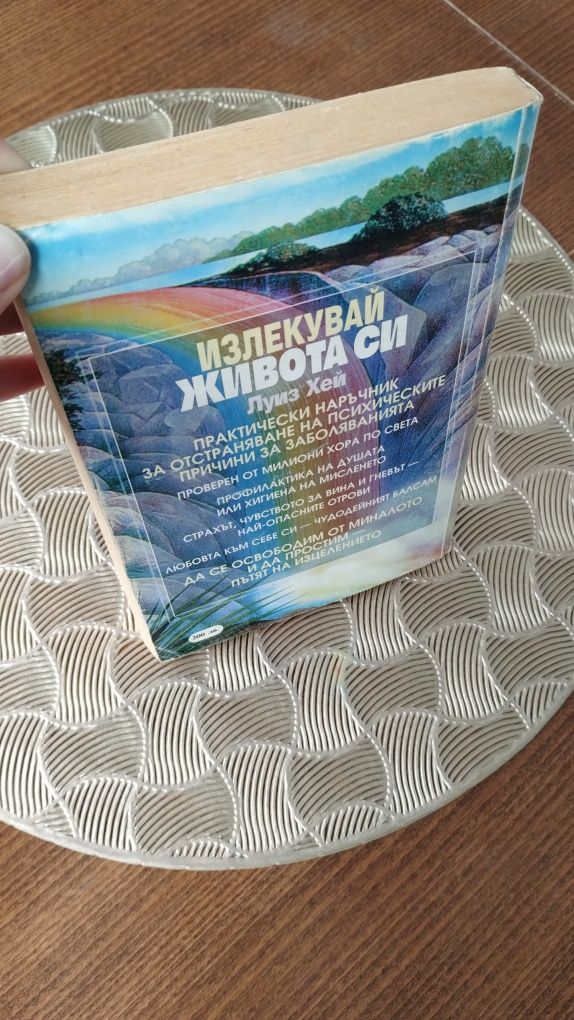 ИЗЛЕКУВАЙ
ЖИВОТА СИ
Луиз Хей
ПРАКТИЧЕСКИ НАРЪЧНИК
ЗА ОТСТРАНЯВАНЕ НА ПСИХИЧЕСКИТЕ
ПРИЧИНИ ЗА ЗАБОЛЯВАНИЯТА
ПРОВЕРЕН ОТ МИЛИОНИ ХОРА ПО СВЕТА
ПРОФИЛАКТИКА НА ДУШАТА
ИЛИ ХИГИЕНА НА МИСЛЕНЕТО
СТРАХЪТ, ЧУВСТВОТО ЗА ВИНА И ГНЕВЪТ —
НАЙ-ОПАСНИТЕ ОТРОВИ
ЛЮБОВТА КЪМ СЕБЕ СИ — ЧУДОДЕЙНИЯТ БАЛСАМ
ДА СЕ ОСВОБОДИМ ОТ МИНАЛОТО
И ДА ПРОСТИМ —
ПЪТЯТ НА ИЗЦЕЛЕНИЕТО
лв.